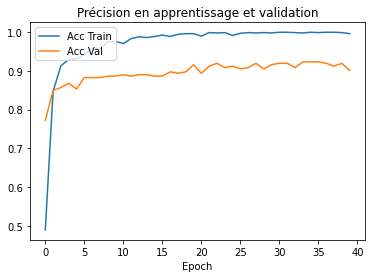 Précision en apprentissage et validation
Acc Train
Acc Val
1.0
0.9
0.8
0.7
0.6
0.5
0 5 10 15 20 25 30 35 40
Epoch